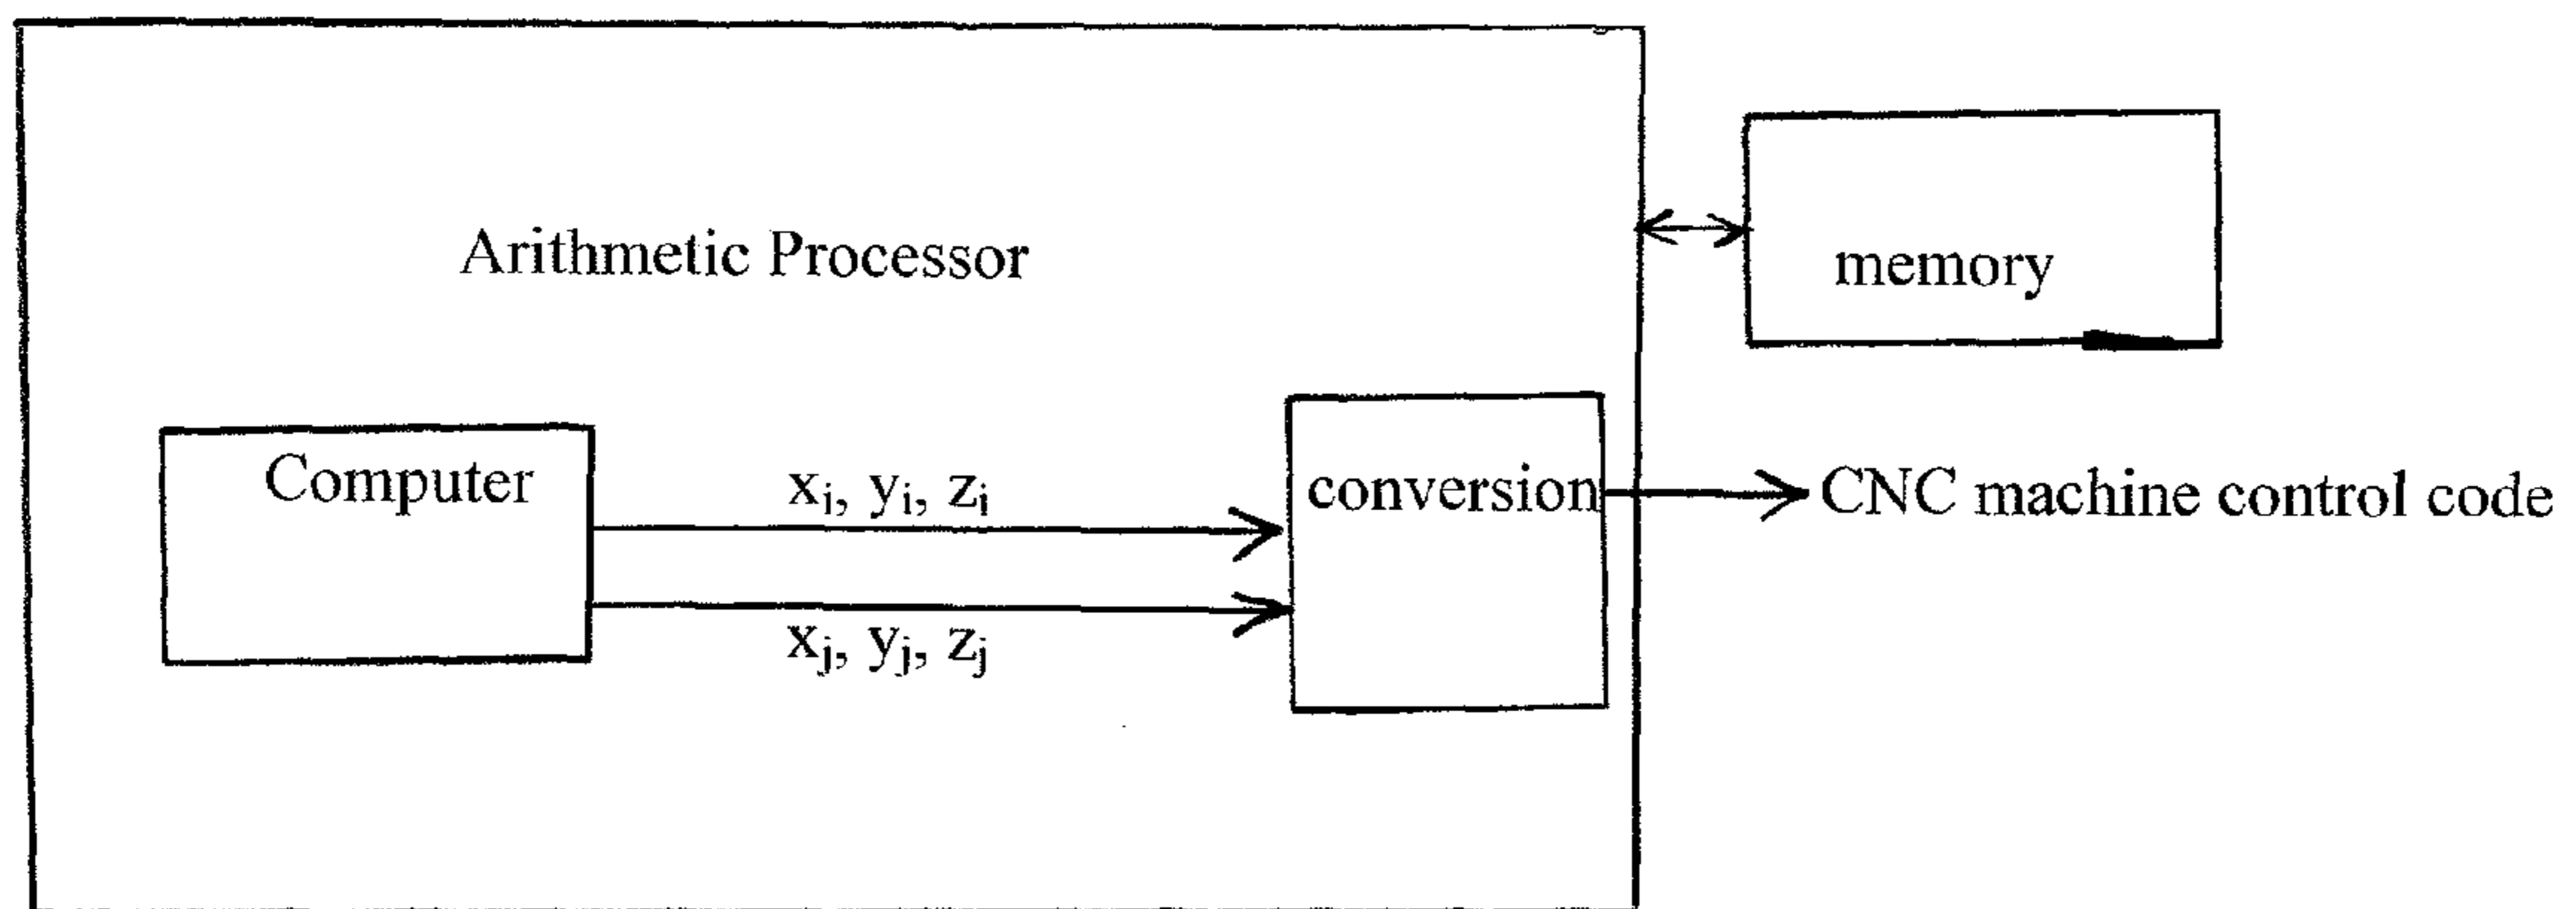 Arithmetic Processor
memory
Computer
xᵢ, yᵢ, zᵢ
conversion
CNC machine control code
xⱼ, yⱼ, zⱼ